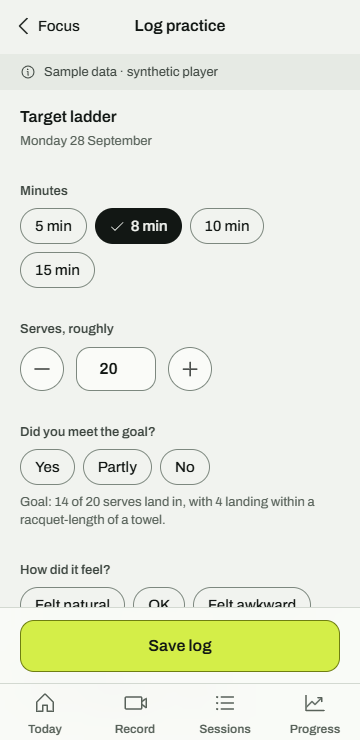 Focus
Log practice
Sample data · synthetic player
Target ladder
Monday 28 September
Minutes
5 min
8 min
10 min
15 min
Serves, roughly
20
Did you meet the goal?
Yes
Partly
No
Goal: 14 of 20 serves land in, with 4 landing within a
racquet-length of a towel.
How did it feel?
Felt natural
OK
Felt awkward
Save log
Today
Record
Sessions
Progress